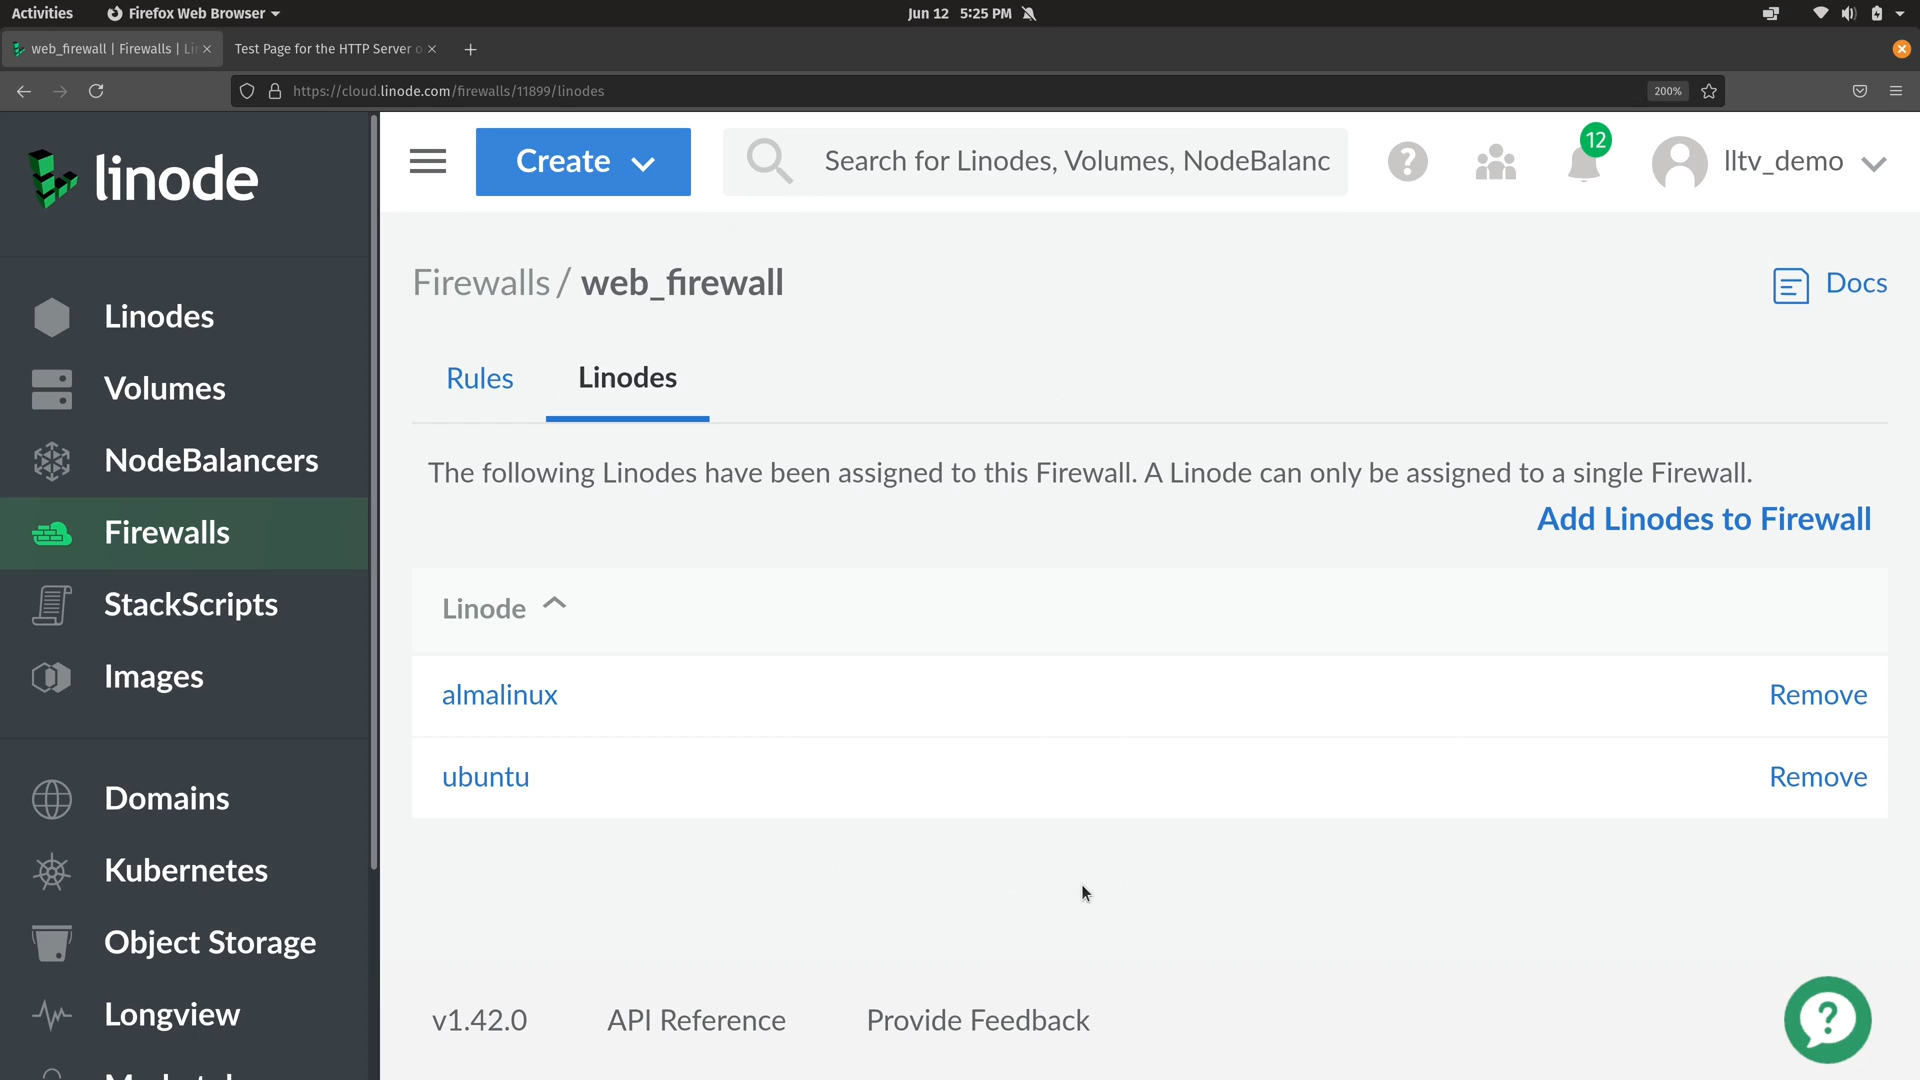 Activities
Firefox Web Browser
Jun 12 5:25 PM
web_firewall | Firewalls | Li
Test Page for the HTTP Server o
https://cloud.linode.com/firewalls/11899/linodes
200%
linode
Create
Search for Linodes, Volumes, NodeBalanc
12
lltv_demo
Firewalls / web_firewall
Docs
Linodes
Volumes
NodeBalancers
Firewalls
StackScripts
Images
Domains
Kubernetes
Object Storage
Longview
Rules
Linodes
The following Linodes have been assigned to this Firewall. A Linode can only be assigned to a single Firewall.
Add Linodes to Firewall
Linode
almalinux
Remove
ubuntu
Remove
v1.42.0
API Reference
Provide Feedback